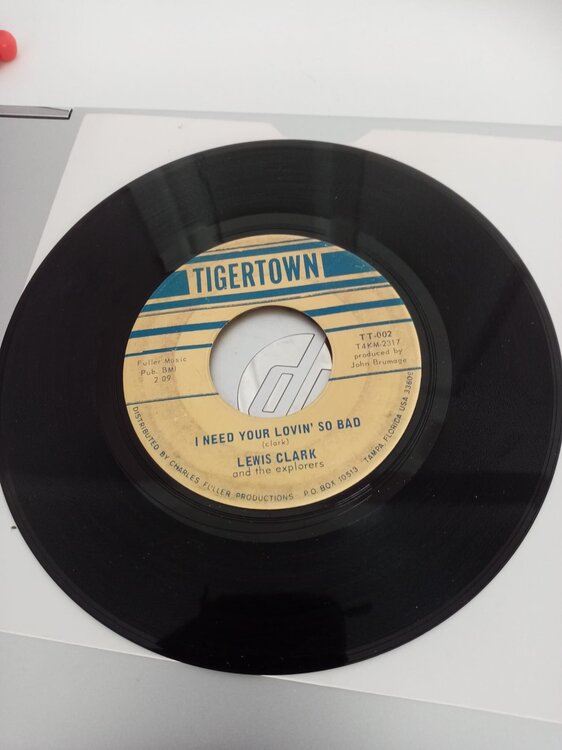 TIGERTOWN
TT-002
T4KM-2317
produced by
John Brumage
Fuller Music
Pub. BMI
2 09
I NEED YOUR LOVIN' SO BAD
(clark)
LEWIS CLARK
and the explorers
DISTRIBUTED BY CHARLES FULLER PRODUCTIONS P.O. BOX 10513 TAMPA, FLORIDA USA 33609